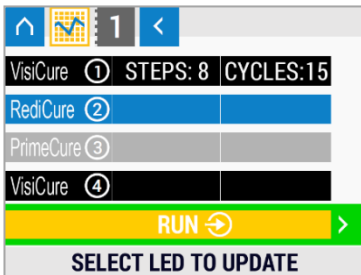 1
VisiCure ① STEPS: 8 CYCLES:15
RediCure ②
PrimeCure ③
VisiCure ④
RUN
SELECT LED TO UPDATE